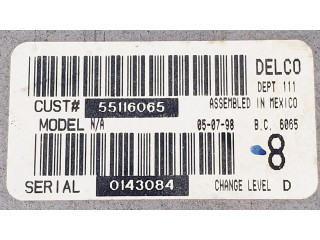 DELCO
DEPT 111
CUST# 55116065 ASSEMBLED IN MEXICO
MODEL N/A 05-07-98 B.C. 6065
8
SERIAL 0143084 CHANGE LEVEL D